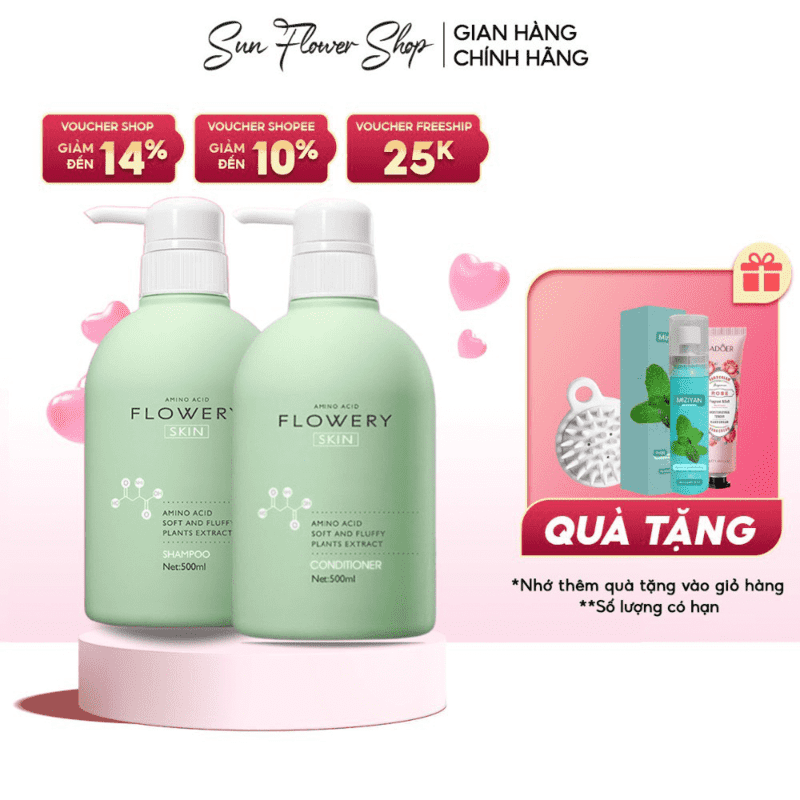 Sun Flower Shop
GIAN HÀNG
CHÍNH HÃNG
VOUCHER SHOP
GIẢM ĐẾN 14%
VOUCHER SHOPEE
GIẢM ĐẾN 10%
VOUCHER FREESHIP
25K
AMINO ACID
FLOWERY
SKIN
AMINO ACID
SOFT AND FLUFFY
PLANTS EXTRACT
SHAMPOO
Net:500ml
AMINO ACID
FLOWERY
SKIN
AMINO ACID
SOFT AND FLUFFY
PLANTS EXTRACT
CONDITIONER
Net:500ml
MIZIYAN
QUÀ TẶNG
*Nhớ thêm quà tặng vào giỏ hàng
**Số lượng có hạn